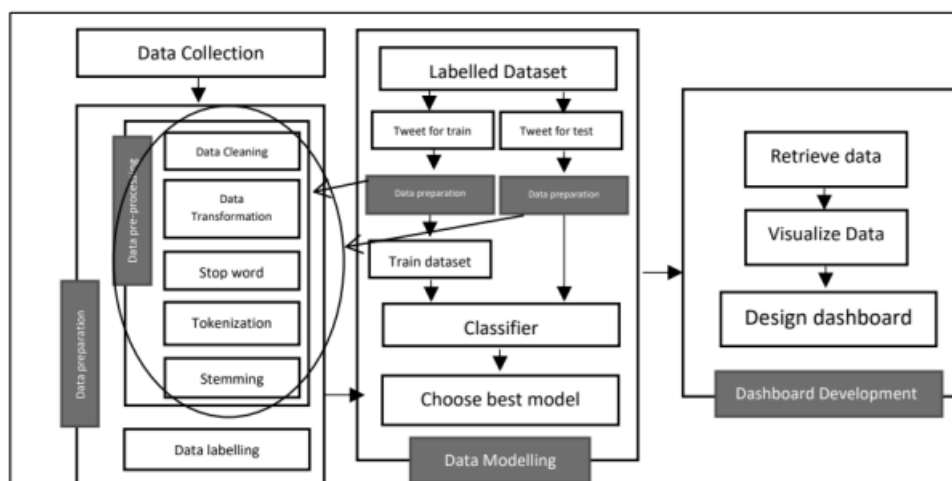 Data Collection
Data preparation
Data pre-processing
Data Cleaning
Data
Transformation
Stop word
Tokenization
Stemming
Data labelling
Labelled Dataset
Tweet for train
Tweet for test
Data preparation
Data preparation
Train dataset
Classifier
Choose best model
Data Modelling
Retrieve data
Visualize Data
Design dashboard
Dashboard Development